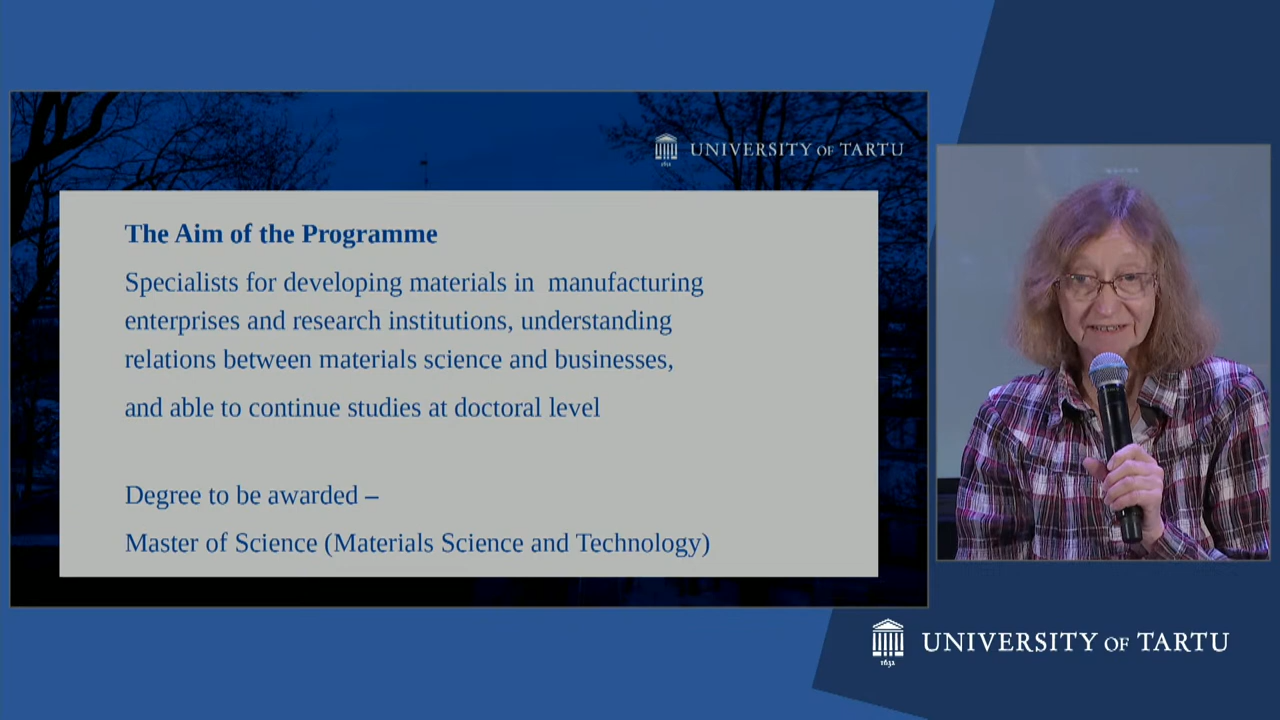 UNIVERSITY OF TARTU
1632
The Aim of the Programme
Specialists for developing materials in manufacturing
enterprises and research institutions, understanding
relations between materials science and businesses,
and able to continue studies at doctoral level
Degree to be awarded –
Master of Science (Materials Science and Technology)
UNIVERSITY OF TARTU
1632